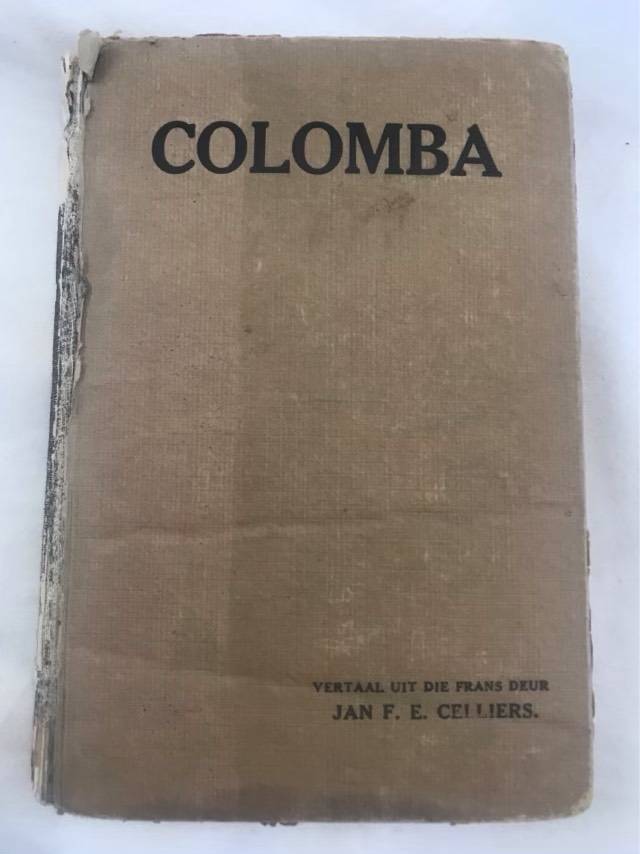 COLOMBA
VERTAAL UIT DIE FRANS DEUR
JAN F. E. CELLIERS.